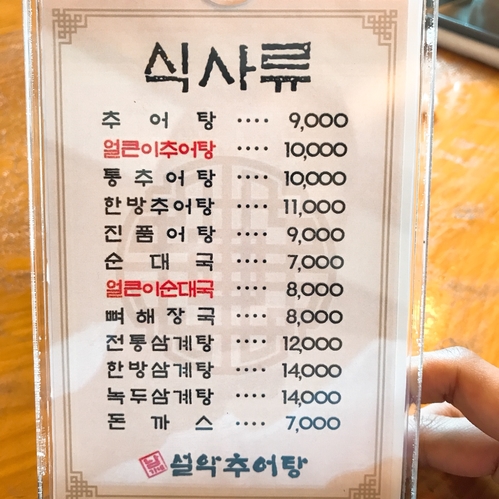 식사류
추어탕 .... 9,000
얼큰이추어탕 .... 10,000
통추어탕 .... 10,000
한방추어탕 .... 11,000
진품어탕 .... 9,000
순대국 .... 7,000
얼큰이순대국 .... 8,000
뼈해장국 .... 8,000
전통삼계탕 .... 12,000
한방삼계탕 .... 14,000
녹두삼계탕 .... 14,000
돈까스 .... 7,000
설악추어탕